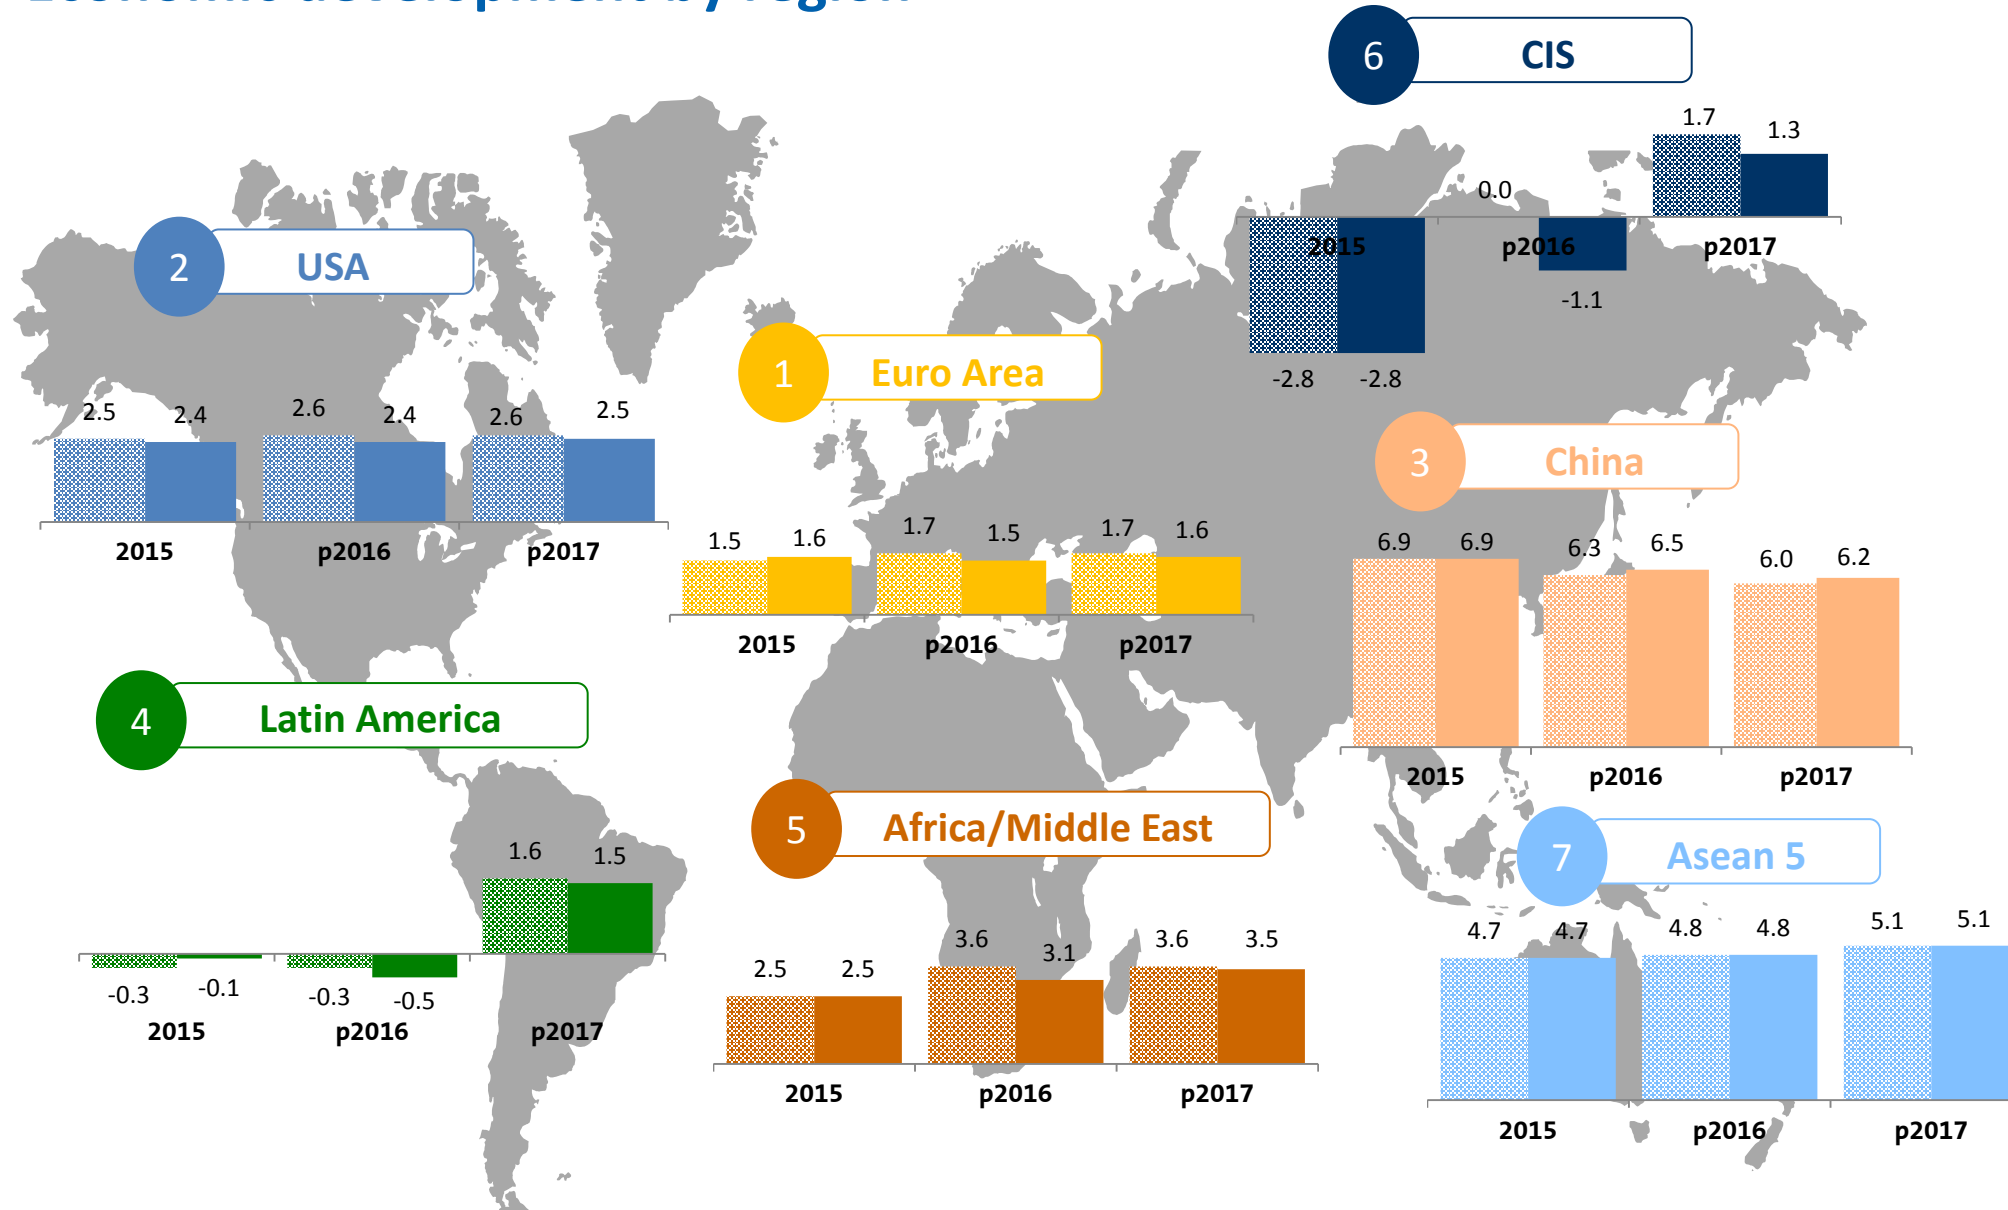 Economic development by region
6 CIS
1.7 1.3
0.0
2015 p2016 p2017
-1.1
-2.8 -2.8
2 USA
2.5 2.4 2.6 2.4 2.6 2.5
2015 p2016 p2017
1 Euro Area
1.5 1.6 1.7 1.5 1.7 1.6
2015 p2016 p2017
3 China
6.9 6.9 6.3 6.5 6.0 6.2
2015 p2016 p2017
4 Latin America
1.6 1.5
-0.3 -0.1 -0.3 -0.5
2015 p2016 p2017
5 Africa/Middle East
2.5 2.5 3.6 3.1 3.6 3.5
2015 p2016 p2017
7 Asean 5
4.7 4.7 4.8 4.8 5.1 5.1
2015 p2016 p2017